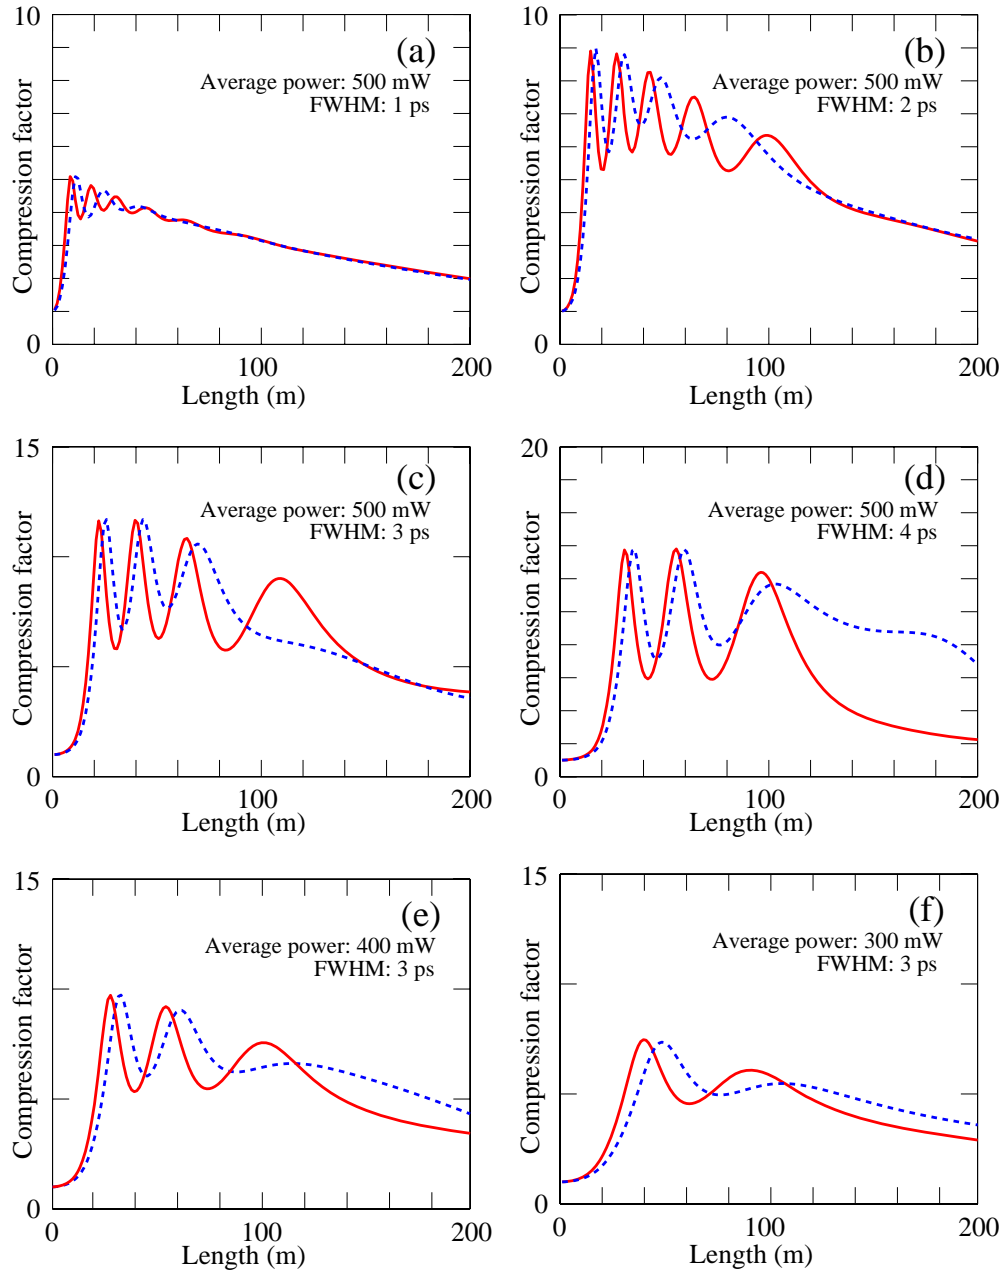 10
(a)
Average power: 500 mW
FWHM: 1 ps
Compression factor
0
0
100
200
Length (m)
10
(b)
Average power: 500 mW
FWHM: 2 ps
Compression factor
0
0
100
200
Length (m)
15
(c)
Average power: 500 mW
FWHM: 3 ps
Compression factor
0
0
100
200
Length (m)
20
(d)
Average power: 500 mW
FWHM: 4 ps
Compression factor
0
0
100
200
Length (m)
15
(e)
Average power: 400 mW
FWHM: 3 ps
Compression factor
0
0
100
200
Length (m)
15
(f)
Average power: 300 mW
FWHM: 3 ps
Compression factor
0
0
100
200
Length (m)